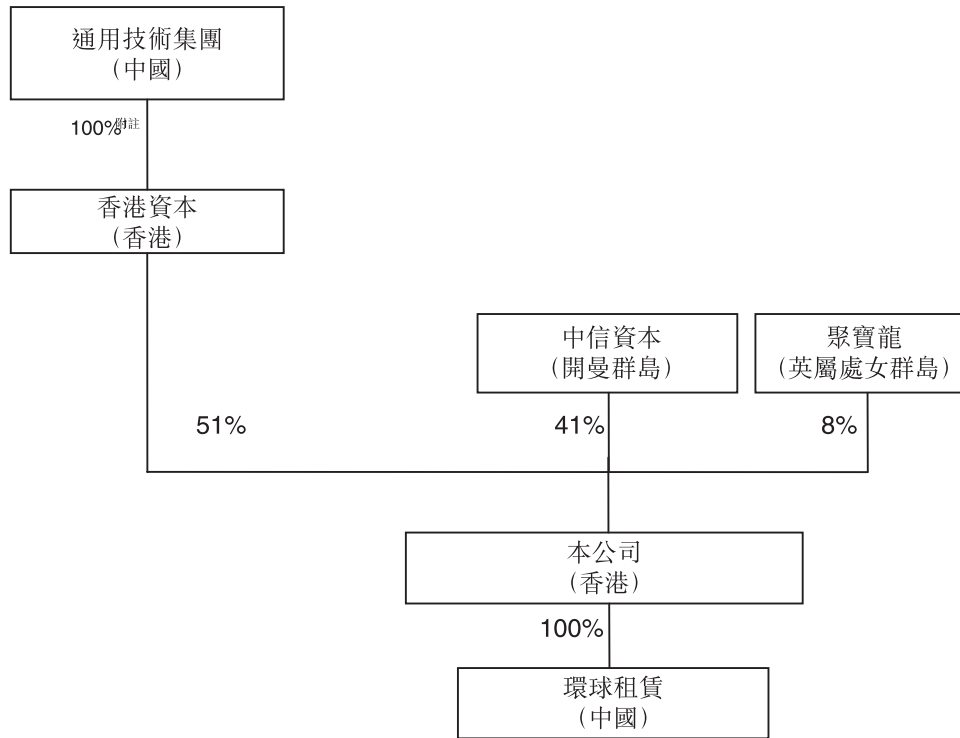 通用技術集團
(中國)
100%附註
香港資本
(香港)
中信資本
(開曼群島)
聚寶龍
(英屬處女群島)
51%
41%
8%
本公司
(香港)
100%
環球租賃
(中國)